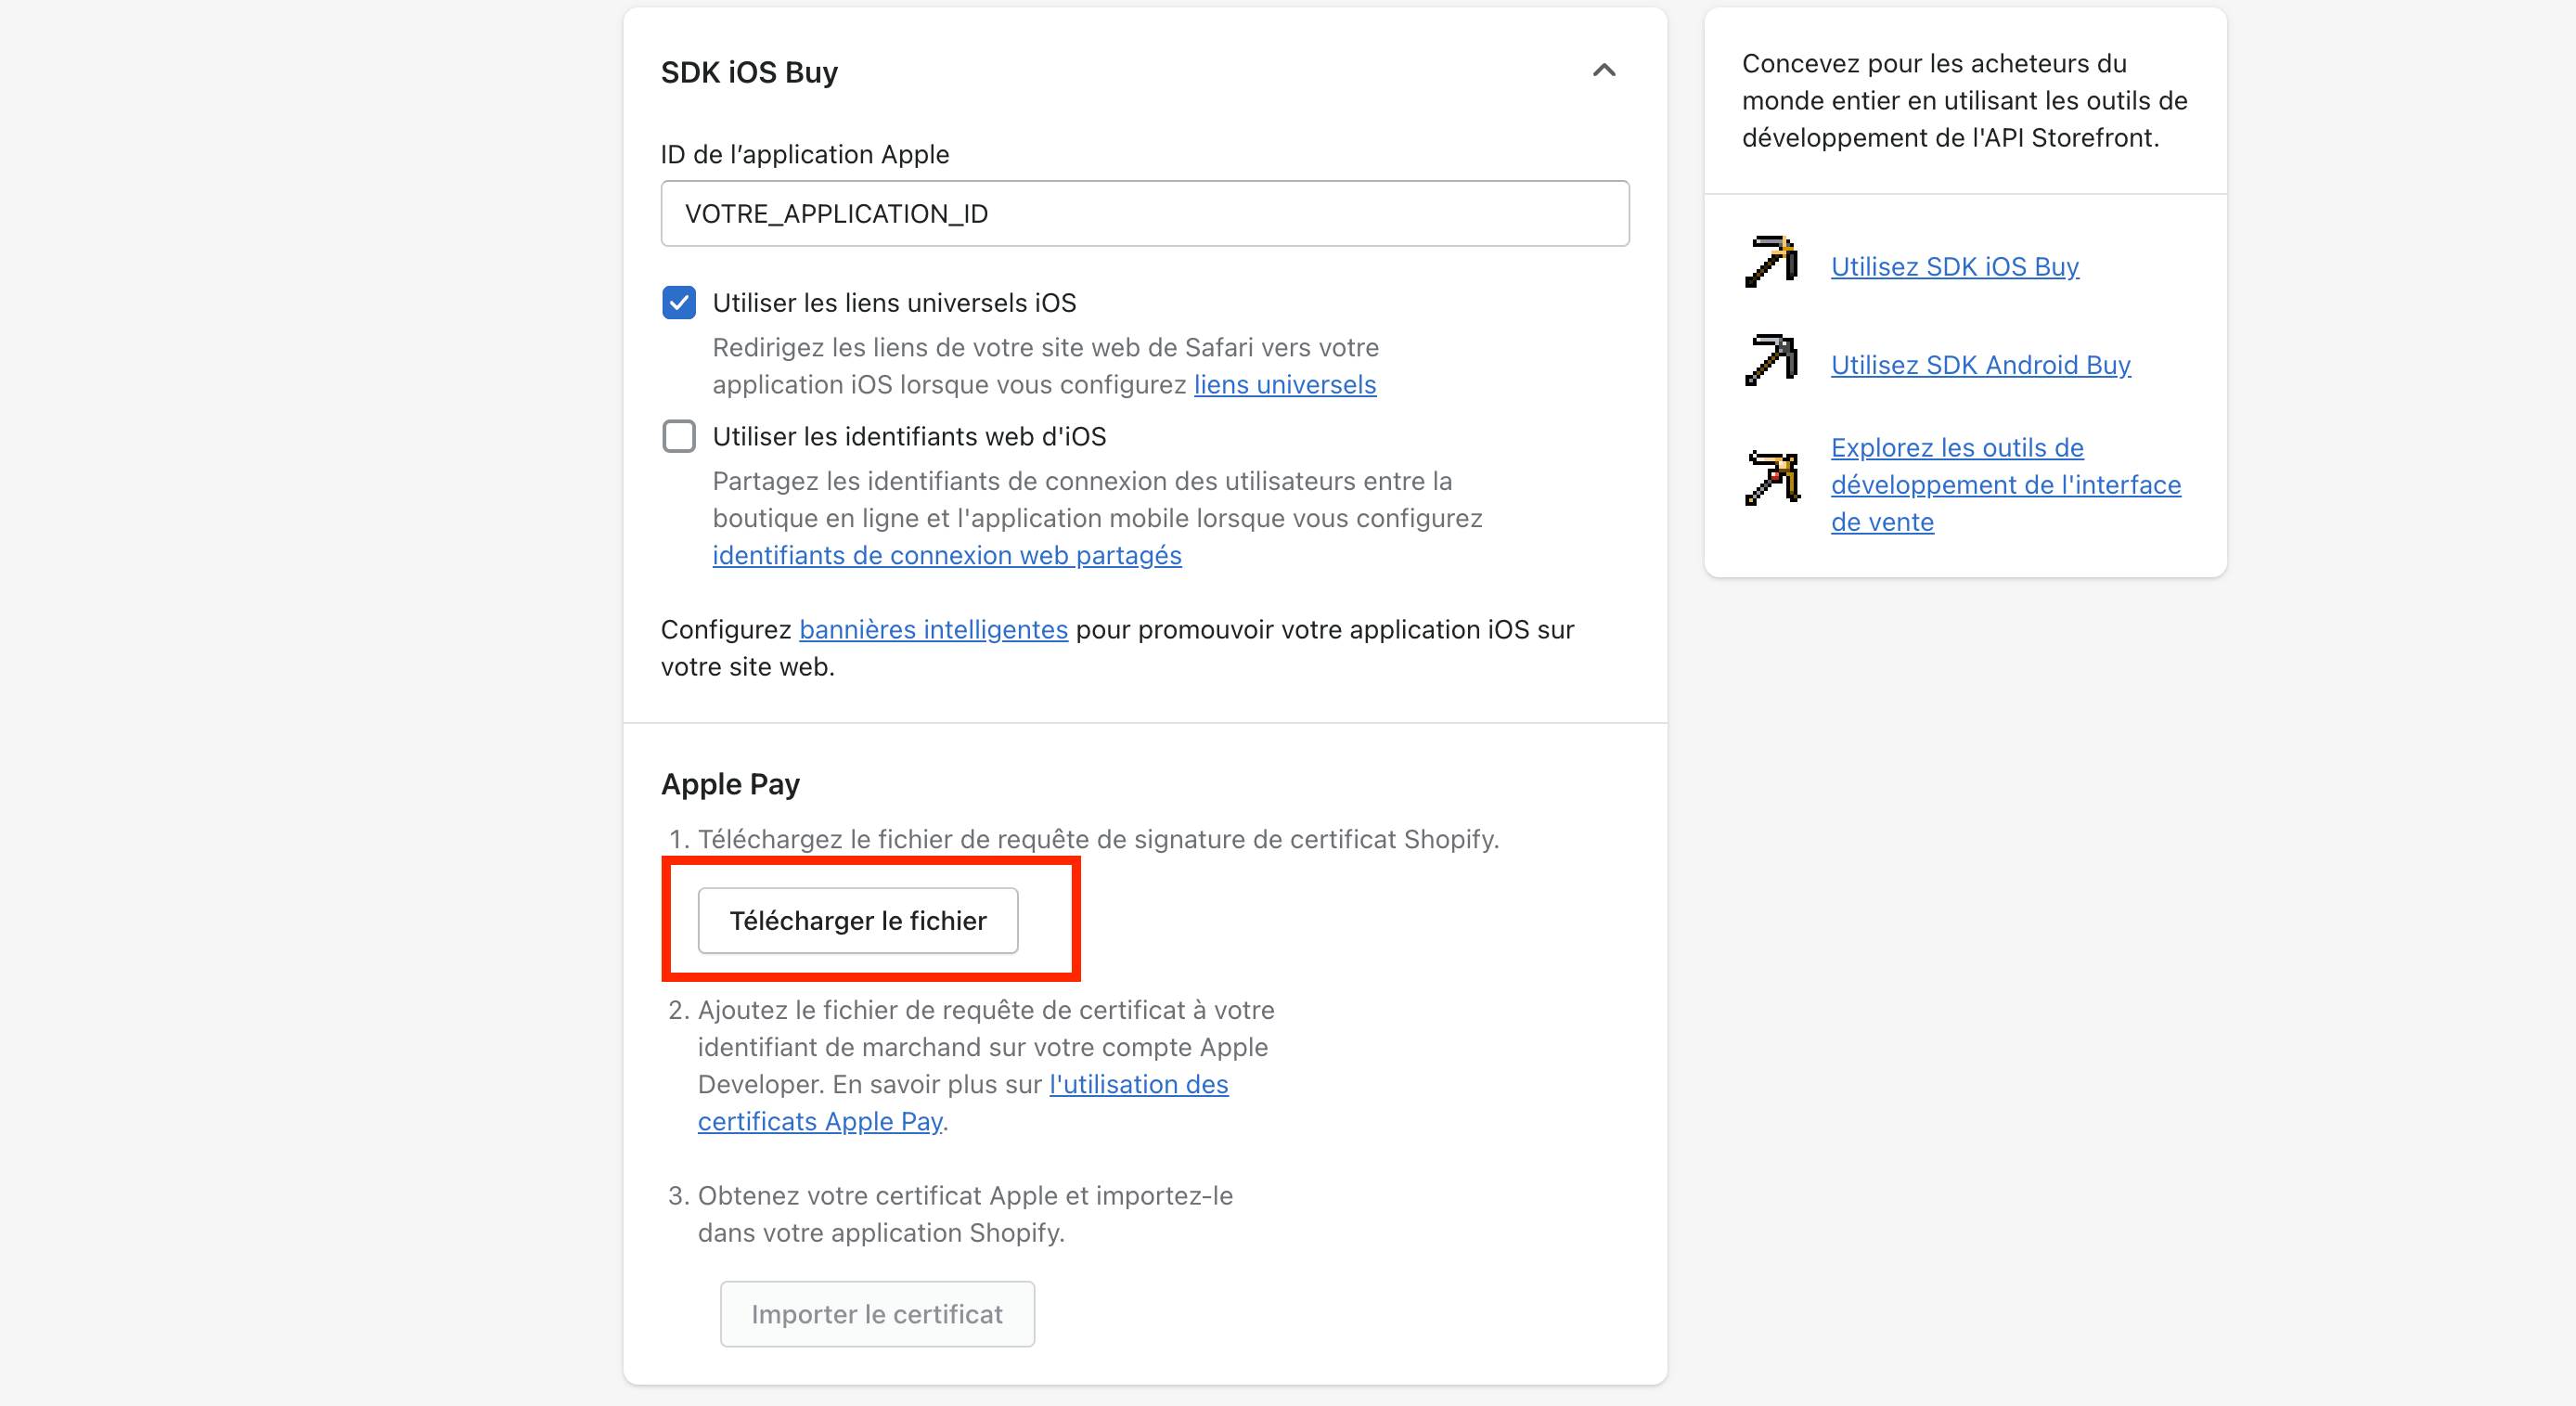 SDK iOS Buy
ID de l’application Apple
VOTRE_APPLICATION_ID
Utiliser les liens universels iOS
Redirigez les liens de votre site web de Safari vers votre
application iOS lorsque vous configurez liens universels
Utiliser les identifiants web d'iOS
Partagez les identifiants de connexion des utilisateurs entre la
boutique en ligne et l'application mobile lorsque vous configurez
identifiants de connexion web partagés
Configurez bannières intelligentes pour promouvoir votre application iOS sur
votre site web.
Apple Pay
1. Téléchargez le fichier de requête de signature de certificat Shopify.
Télécharger le fichier
2. Ajoutez le fichier de requête de certificat à votre
identifiant de marchand sur votre compte Apple
Developer. En savoir plus sur l'utilisation des
certificats Apple Pay.
3. Obtenez votre certificat Apple et importez-le
dans votre application Shopify.
Importer le certificat
Concevez pour les acheteurs du
monde entier en utilisant les outils de
développement de l'API Storefront.
Utilisez SDK iOS Buy
Utilisez SDK Android Buy
Explorez les outils de
développement de l'interface
de vente